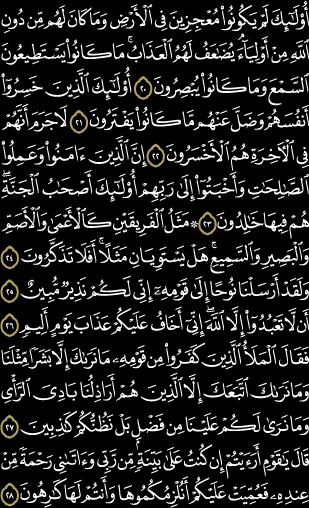 أُوْلَـٰٓئِكَ لَمْ يَكُونُوا۟ مُعْجِزِينَ فِى ٱلْأَرْضِ وَمَا كَانَ لَهُم مِّن دُونِ
ٱللَّهِ مِنْ أَوْلِيَآءَ ۘ يُضَـٰعَفُ لَهُمُ ٱلْعَذَابُ ۚ مَا كَانُوا۟ يَسْتَطِيعُونَ
ٱلسَّمْعَ وَمَا كَانُوا۟ يُبْصِرُونَ ٢٠ أُوْلَـٰٓئِكَ ٱلَّذِينَ خَسِرُوٓا۟
أَنفُسَهُمْ وَضَلَّ عَنْهُم مَّا كَانُوا۟ يَفْتَرُونَ ٢١ لَا جَرَمَ أَنَّهُمْ
فِى ٱلْـَٔاخِرَةِ هُمُ ٱلْأَخْسَرُونَ ٢٢ إِنَّ ٱلَّذِينَ ءَامَنُوا۟ وَعَمِلُوا۟
ٱلصَّـٰلِحَـٰتِ وَأَخْبَتُوٓا۟ إِلَىٰ رَبِّهِمْ أُوْلَـٰٓئِكَ أَصْحَـٰبُ ٱلْجَنَّةِ ۖ
هُمْ فِيهَا خَـٰلِدُونَ ٢٣ ۞ مَثَلُ ٱلْفَرِيقَيْنِ كَٱلْأَعْمَىٰ وَٱلْأَصَمِّ
وَٱلْبَصِيرِ وَٱلسَّمِيعِ ۚ هَلْ يَسْتَوِيَانِ مَثَلًا ۚ أَفَلَا تَذَكَّرُونَ ٢٤
وَلَقَدْ أَرْسَلْنَا نُوحًا إِلَىٰ قَوْمِهِۦٓ إِنِّى لَكُمْ نَذِيرٌ مُّبِينٌ ٢٥
أَن لَّا تَعْبُدُوٓا۟ إِلَّا ٱللَّهَ ۖ إِنِّىٓ أَخَافُ عَلَيْكُمْ عَذَابَ يَوْمٍ أَلِيمٍ ٢٦
فَقَالَ ٱلْمَلَأُ ٱلَّذِينَ كَفَرُوا۟ مِن قَوْمِهِۦ مَا نَرَىٰكَ إِلَّا بَشَرًا مِّثْلَنَا
وَمَا نَرَىٰكَ ٱتَّبَعَكَ إِلَّا ٱلَّذِينَ هُمْ أَرَاذِلُنَا بَادِىَ ٱلرَّأْىِ
وَمَا نَرَىٰ لَكُمْ عَلَيْنَا مِن فَضْلٍۭ بَلْ نَظُنُّكُمْ كَـٰذِبِينَ ٢٧
قَالَ يَـٰقَوْمِ أَرَءَيْتُمْ إِن كُنتُ عَلَىٰ بَيِّنَةٍ مِّن رَّبِّى وَءَاتَىٰنِى رَحْمَةً مِّنْ
عِندِهِۦ فَعُمِّيَتْ عَلَيْكُمْ أَنُلْزِمُكُمُوهَا وَأَنتُمْ لَهَا كَـٰرِهُونَ ٢٨